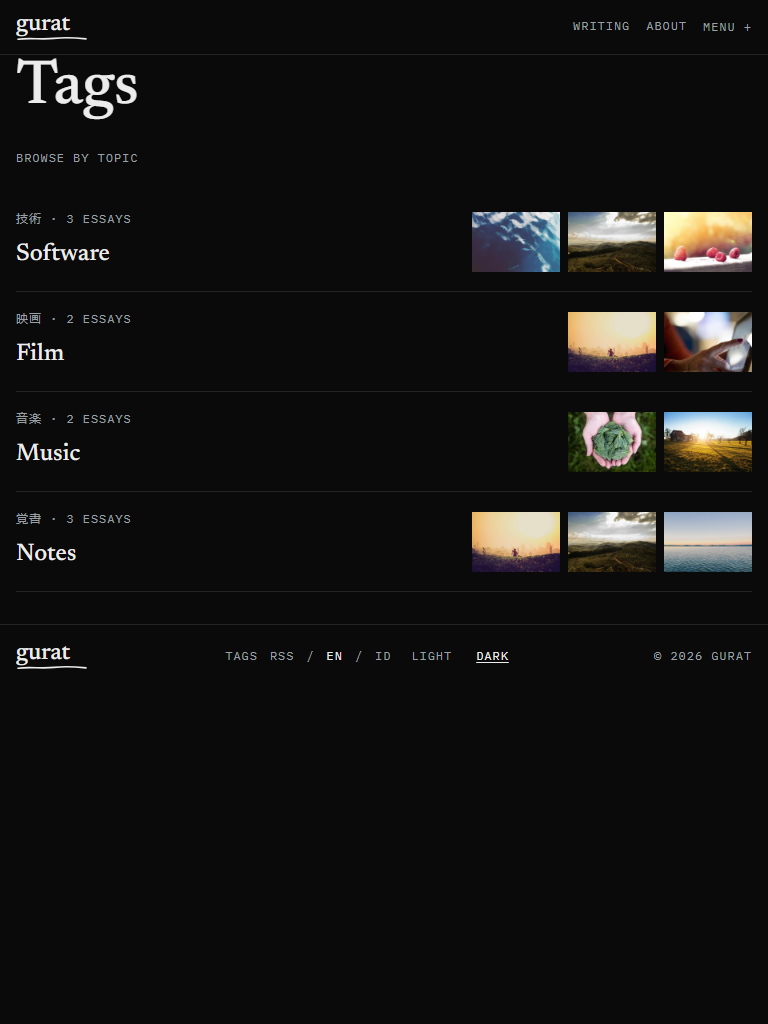 gurat
WRITING ABOUT MENU +
Tags
BROWSE BY TOPIC
技術 · 3 ESSAYS
Software
映画 · 2 ESSAYS
Film
音楽 · 2 ESSAYS
Music
覚書 · 3 ESSAYS
Notes
gurat
TAGS RSS / EN / ID LIGHT DARK
© 2026 GURAT